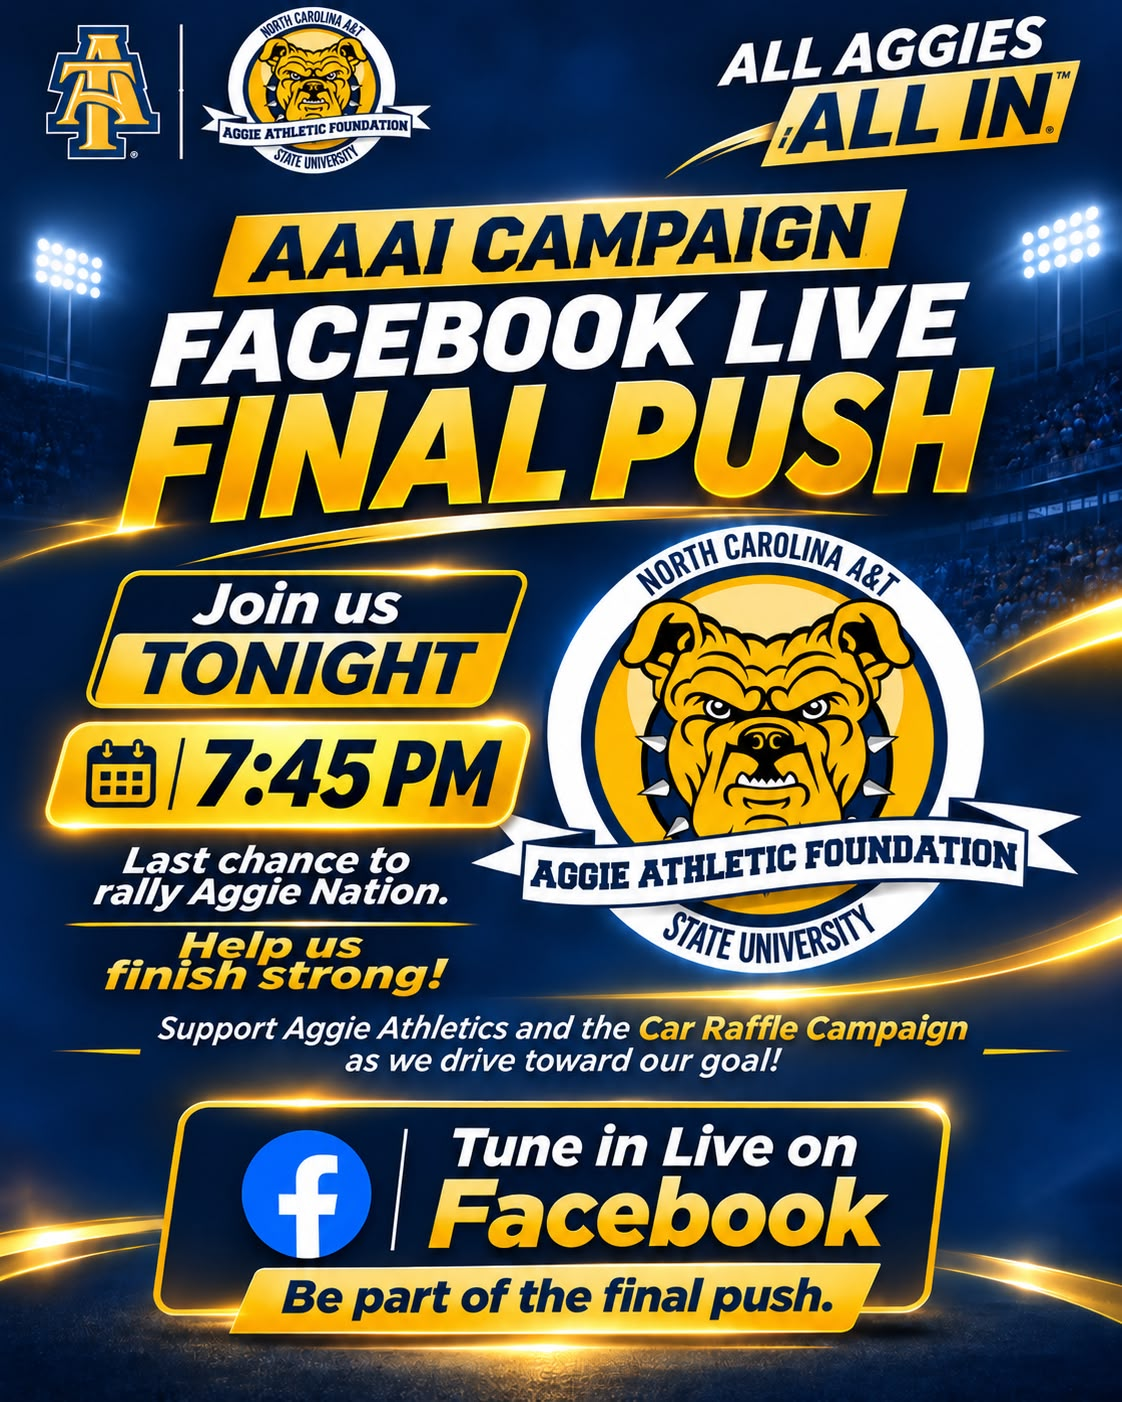 NORTH CAROLINA A&T
AGGIE ATHLETIC FOUNDATION
STATE UNIVERSITY
ALL AGGIES
ALL IN™
AAAI CAMPAIGN
FACEBOOK LIVE
FINAL PUSH
Join us
TONIGHT
7:45 PM
Last chance to
rally Aggie Nation.
Help us
finish strong!
NORTH CAROLINA A&T
AGGIE ATHLETIC FOUNDATION
STATE UNIVERSITY
Support Aggie Athletics and the Car Raffle Campaign
as we drive toward our goal!
Tune in Live on
Facebook
Be part of the final push.